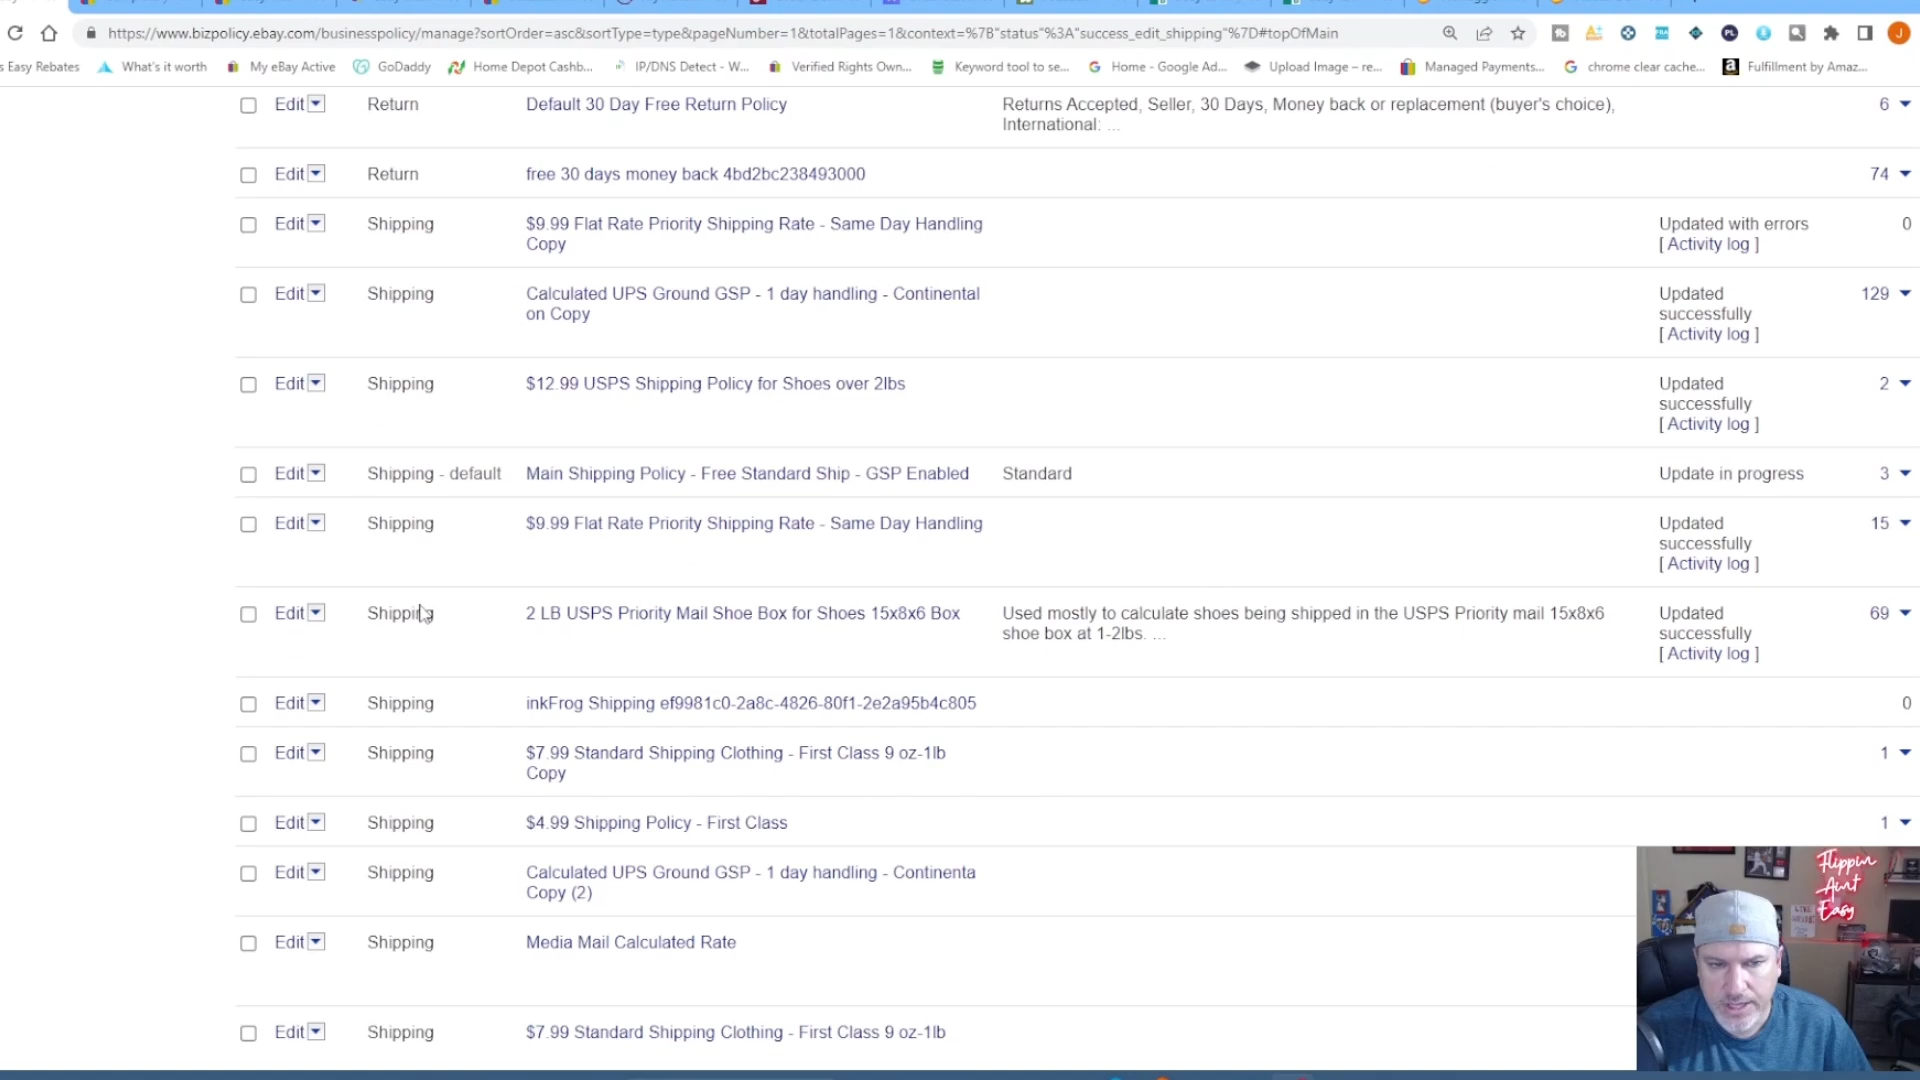 https://www.bizpolicy.ebay.com/businesspolicy/manage?sortOrder=asc&sortType=type&pageNumber=1&totalPages=1&context=%7B"status"%3A"success_edit_shipping"%7D#topOfMain
s Easy Rebates What's it worth My eBay Active GoDaddy Home Depot Cashb... IP/DNS Detect - W... Verified Rights Own... Keyword tool to se... Home - Google Ad... Upload Image – re... Managed Payments... chrome clear cache... Fulfillment by Amaz...
Edit Return Default 30 Day Free Return Policy Returns Accepted, Seller, 30 Days, Money back or replacement (buyer's choice), 6
International: ...
Edit Return free 30 days money back 4bd2bc238493000 74
Edit Shipping $9.99 Flat Rate Priority Shipping Rate - Same Day Handling Updated with errors 0
Copy [ Activity log ]
Edit Shipping Calculated UPS Ground GSP - 1 day handling - Continental Updated 129
on Copy successfully
[ Activity log ]
Edit Shipping $12.99 USPS Shipping Policy for Shoes over 2lbs Updated 2
successfully
[ Activity log ]
Edit Shipping - default Main Shipping Policy - Free Standard Ship - GSP Enabled Standard Update in progress 3
Edit Shipping $9.99 Flat Rate Priority Shipping Rate - Same Day Handling Updated 15
successfully
[ Activity log ]
Edit Shipping 2 LB USPS Priority Mail Shoe Box for Shoes 15x8x6 Box Used mostly to calculate shoes being shipped in the USPS Priority mail 15x8x6 Updated 69
shoe box at 1-2lbs. ... successfully
[ Activity log ]
Edit Shipping inkFrog Shipping ef9981c0-2a8c-4826-80f1-2e2a95b4c805 0
Edit Shipping $7.99 Standard Shipping Clothing - First Class 9 oz-1lb 1
Copy
Edit Shipping $4.99 Shipping Policy - First Class 1
Edit Shipping Calculated UPS Ground GSP - 1 day handling - Continenta
Copy (2)
Edit Shipping Media Mail Calculated Rate
Edit Shipping $7.99 Standard Shipping Clothing - First Class 9 oz-1lb
Flippin
Aint
Easy